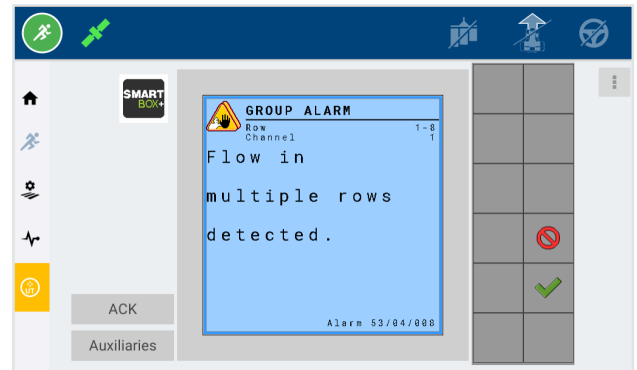 SMART
BOX+
GROUP ALARM
Row 1-8
Channel 1
Flow in
multiple rows
detected.
Alarm 53/04/008
UT
ACK
Auxiliaries